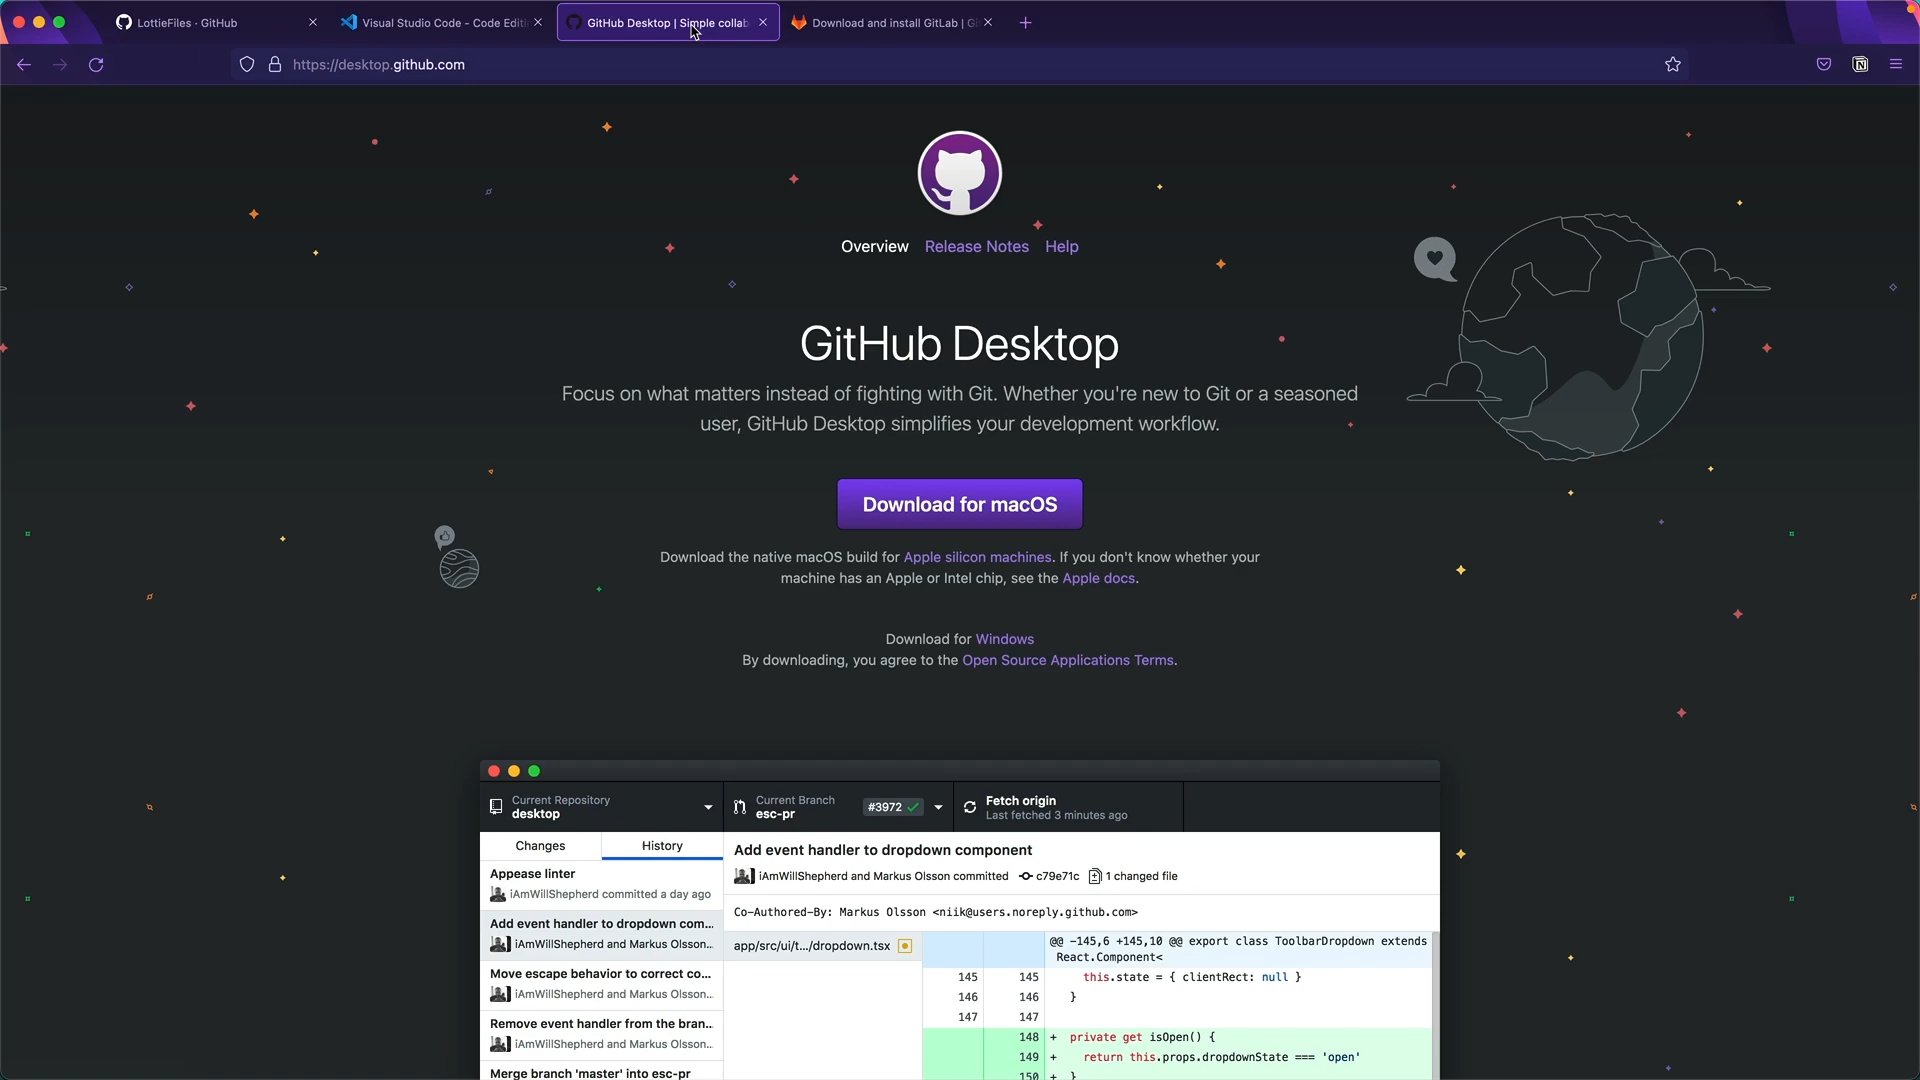 LottieFiles · GitHub
Visual Studio Code - Code Editi
GitHub Desktop | Simple collab
Download and install GitLab | Gi
https://desktop.github.com
Overview Release Notes Help
GitHub Desktop
Focus on what matters instead of fighting with Git. Whether you're new to Git or a seasoned
user, GitHub Desktop simplifies your development workflow.
Download for macOS
Download the native macOS build for Apple silicon machines. If you don't know whether your
machine has an Apple or Intel chip, see the Apple docs.
Download for Windows
By downloading, you agree to the Open Source Applications Terms.
Current Repository
desktop
Current Branch
esc-pr
#3972
Fetch origin
Last fetched 3 minutes ago
Changes
History
Appease linter
iAmWillShepherd committed a day ago
Add event handler to dropdown com...
iAmWillShepherd and Markus Olsson...
Move escape behavior to correct co...
iAmWillShepherd and Markus Olsson...
Remove event handler from the bran...
iAmWillShepherd and Markus Olsson...
Merge branch 'master' into esc-pr
Add event handler to dropdown component
iAmWillShepherd and Markus Olsson committed c79e71c 1 changed file
Co-Authored-By: Markus Olsson <niik@users.noreply.github.com>
app/src/ui/t.../dropdown.tsx
@@ -145,6 +145,10 @@ export class ToolbarDropdown extends
React.Component<
145 145 this.state = { clientRect: null }
146 146 }
147 147
148 + private get isOpen() {
149 + return this.props.dropdownState === 'open'
150 + }